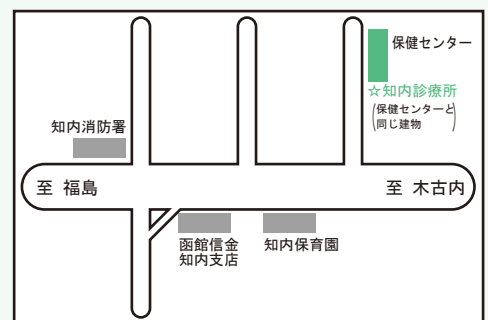 保健センター
☆知内診療所
(保健センターと
同じ建物)
知内消防署
至 福島
至 木古内
函館信金
知内支店
知内保育園